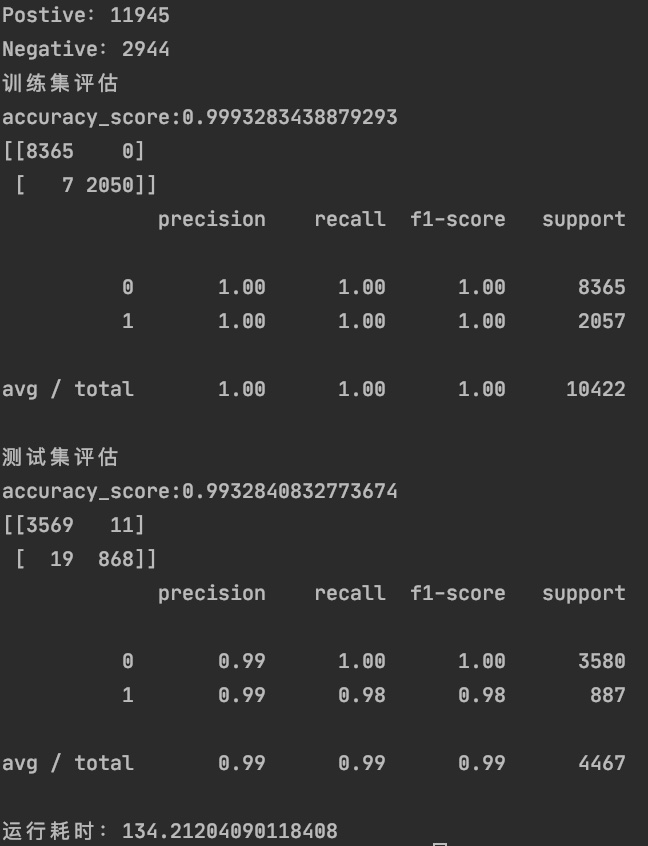 Postive: 11945
Negative: 2944
训练集评估
accuracy_score:0.9993283438879293
[[8365    0]
 [   7 2050]]
             precision    recall  f1-score   support

          0       1.00      1.00      1.00      8365
          1       1.00      1.00      1.00      2057

avg / total       1.00      1.00      1.00     10422

测试集评估
accuracy_score:0.9932840832773674
[[3569   11]
 [  19  868]]
             precision    recall  f1-score   support

          0       0.99      1.00      1.00      3580
          1       0.99      0.98      0.98       887

avg / total       0.99      0.99      0.99      4467

运行耗时: 134.21204090118408